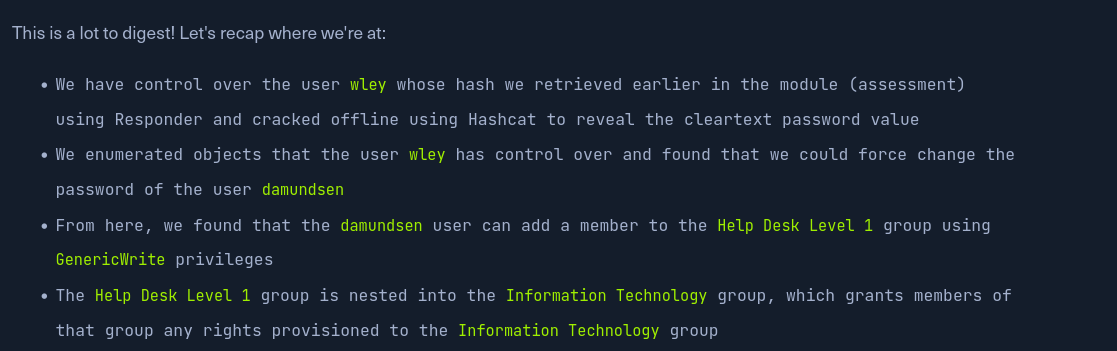 This is a lot to digest! Let's recap where we're at:
• We have control over the user wley whose hash we retrieved earlier in the module (assessment)
using Responder and cracked offline using Hashcat to reveal the cleartext password value
• We enumerated objects that the user wley has control over and found that we could force change the
password of the user damundsen
• From here, we found that the damundsen user can add a member to the Help Desk Level 1 group using
GenericWrite privileges
• The Help Desk Level 1 group is nested into the Information Technology group, which grants members of
that group any rights provisioned to the Information Technology group